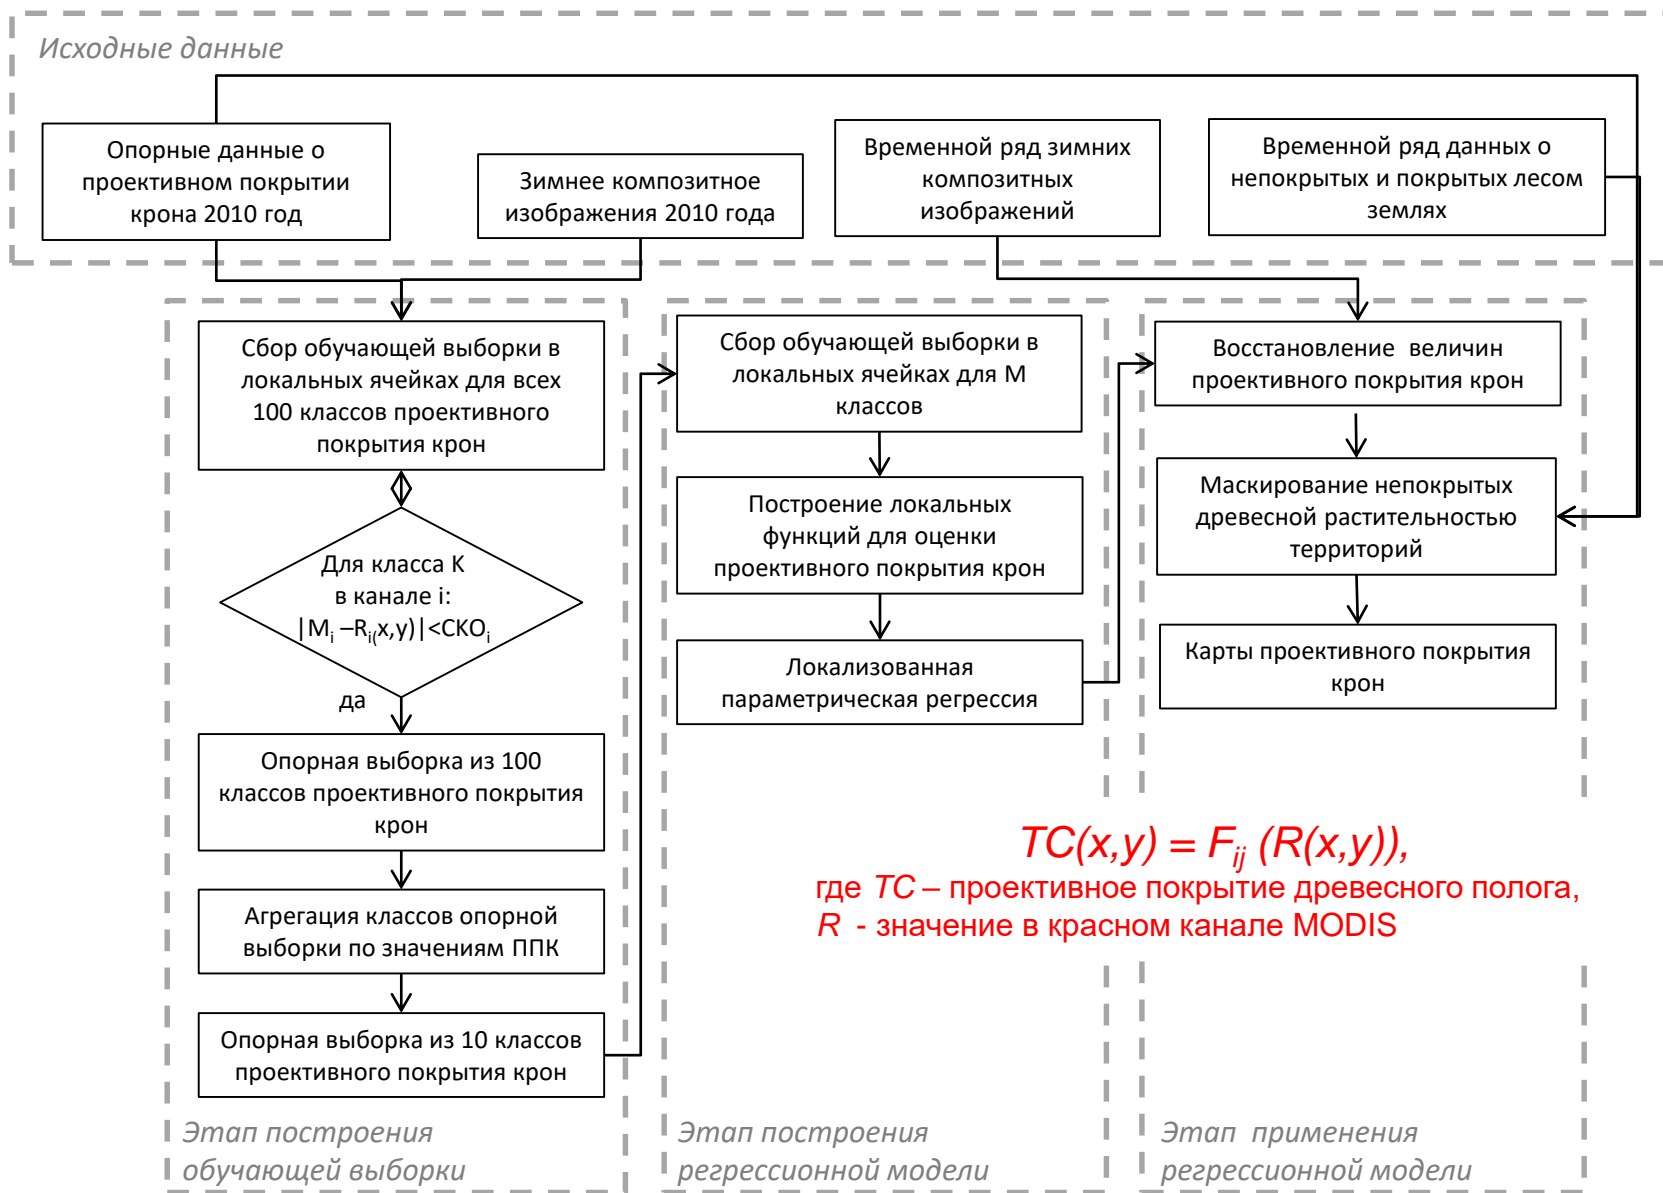 Исходные данные
Опорные данные о
проективном покрытии
крона 2010 год
Зимнее композитное
изображения 2010 года
Временной ряд зимних
композитных
изображений
Временной ряд данных о
непокрытых и покрытых лесом
землях
Сбор обучающей выборки в
локальных ячейках для всех
100 классов проективного
покрытия крон
Для класса K
в канале i:
|M_i –R_i(x,y)|<СКО_i
да
Опорная выборка из 100
классов проективного покрытия
крон
Агрегация классов опорной
выборки по значениям ППК
Опорная выборка из 10 классов
проективного покрытия крон
Этап построения
обучающей выборки
Сбор обучающей выборки в
локальных ячейках для М
классов
Построение локальных
функций для оценки
проективного покрытия крон
Локализованная
параметрическая регрессия
Этап построения
регрессионной модели
Восстановление величин
проективного покрытия крон
Маскирование непокрытых
древесной растительностью
территорий
Карты проективного покрытия
крон
TC(x,y) = F_ij (R(x,y)),
где TC – проективное покрытие древесного полога,
R - значение в красном канале MODIS
Этап применения
регрессионной модели